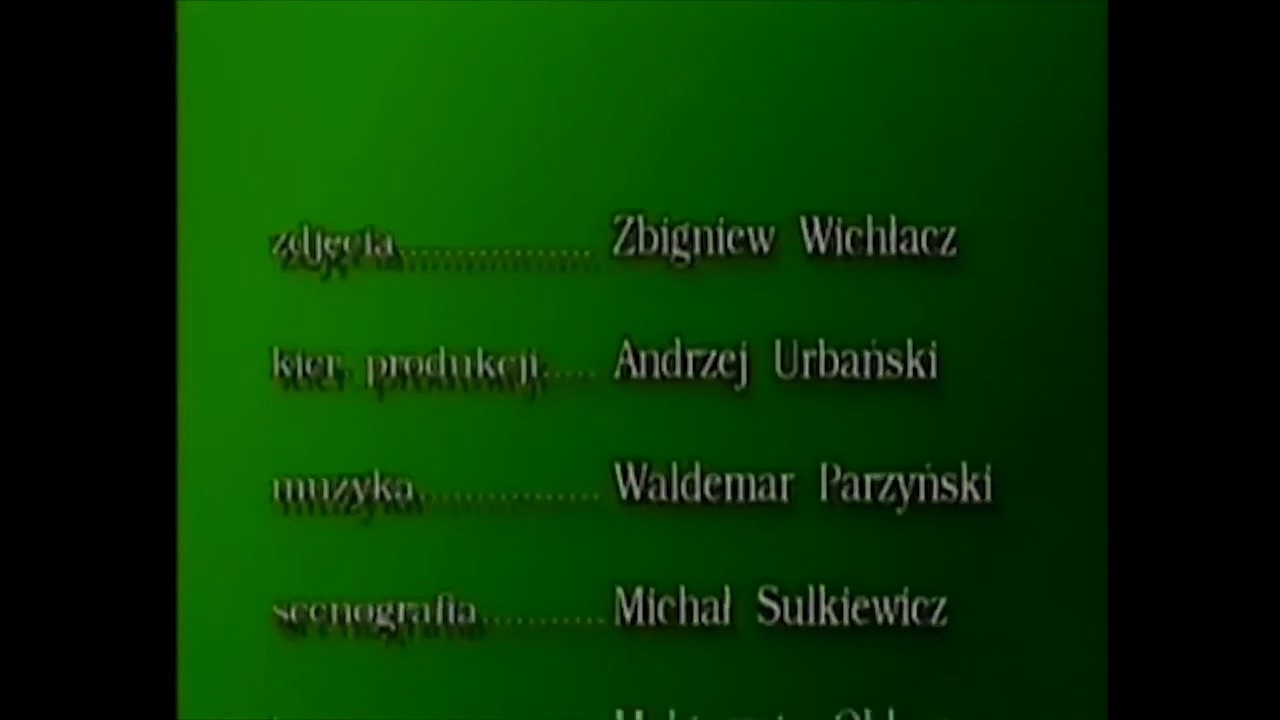 zdjęcia................ Zbigniew Wichłacz
kier. produkcji..... Andrzej Urbański
muzyka................ Waldemar Parzyński
scenografia........... Michał Sulkiewicz